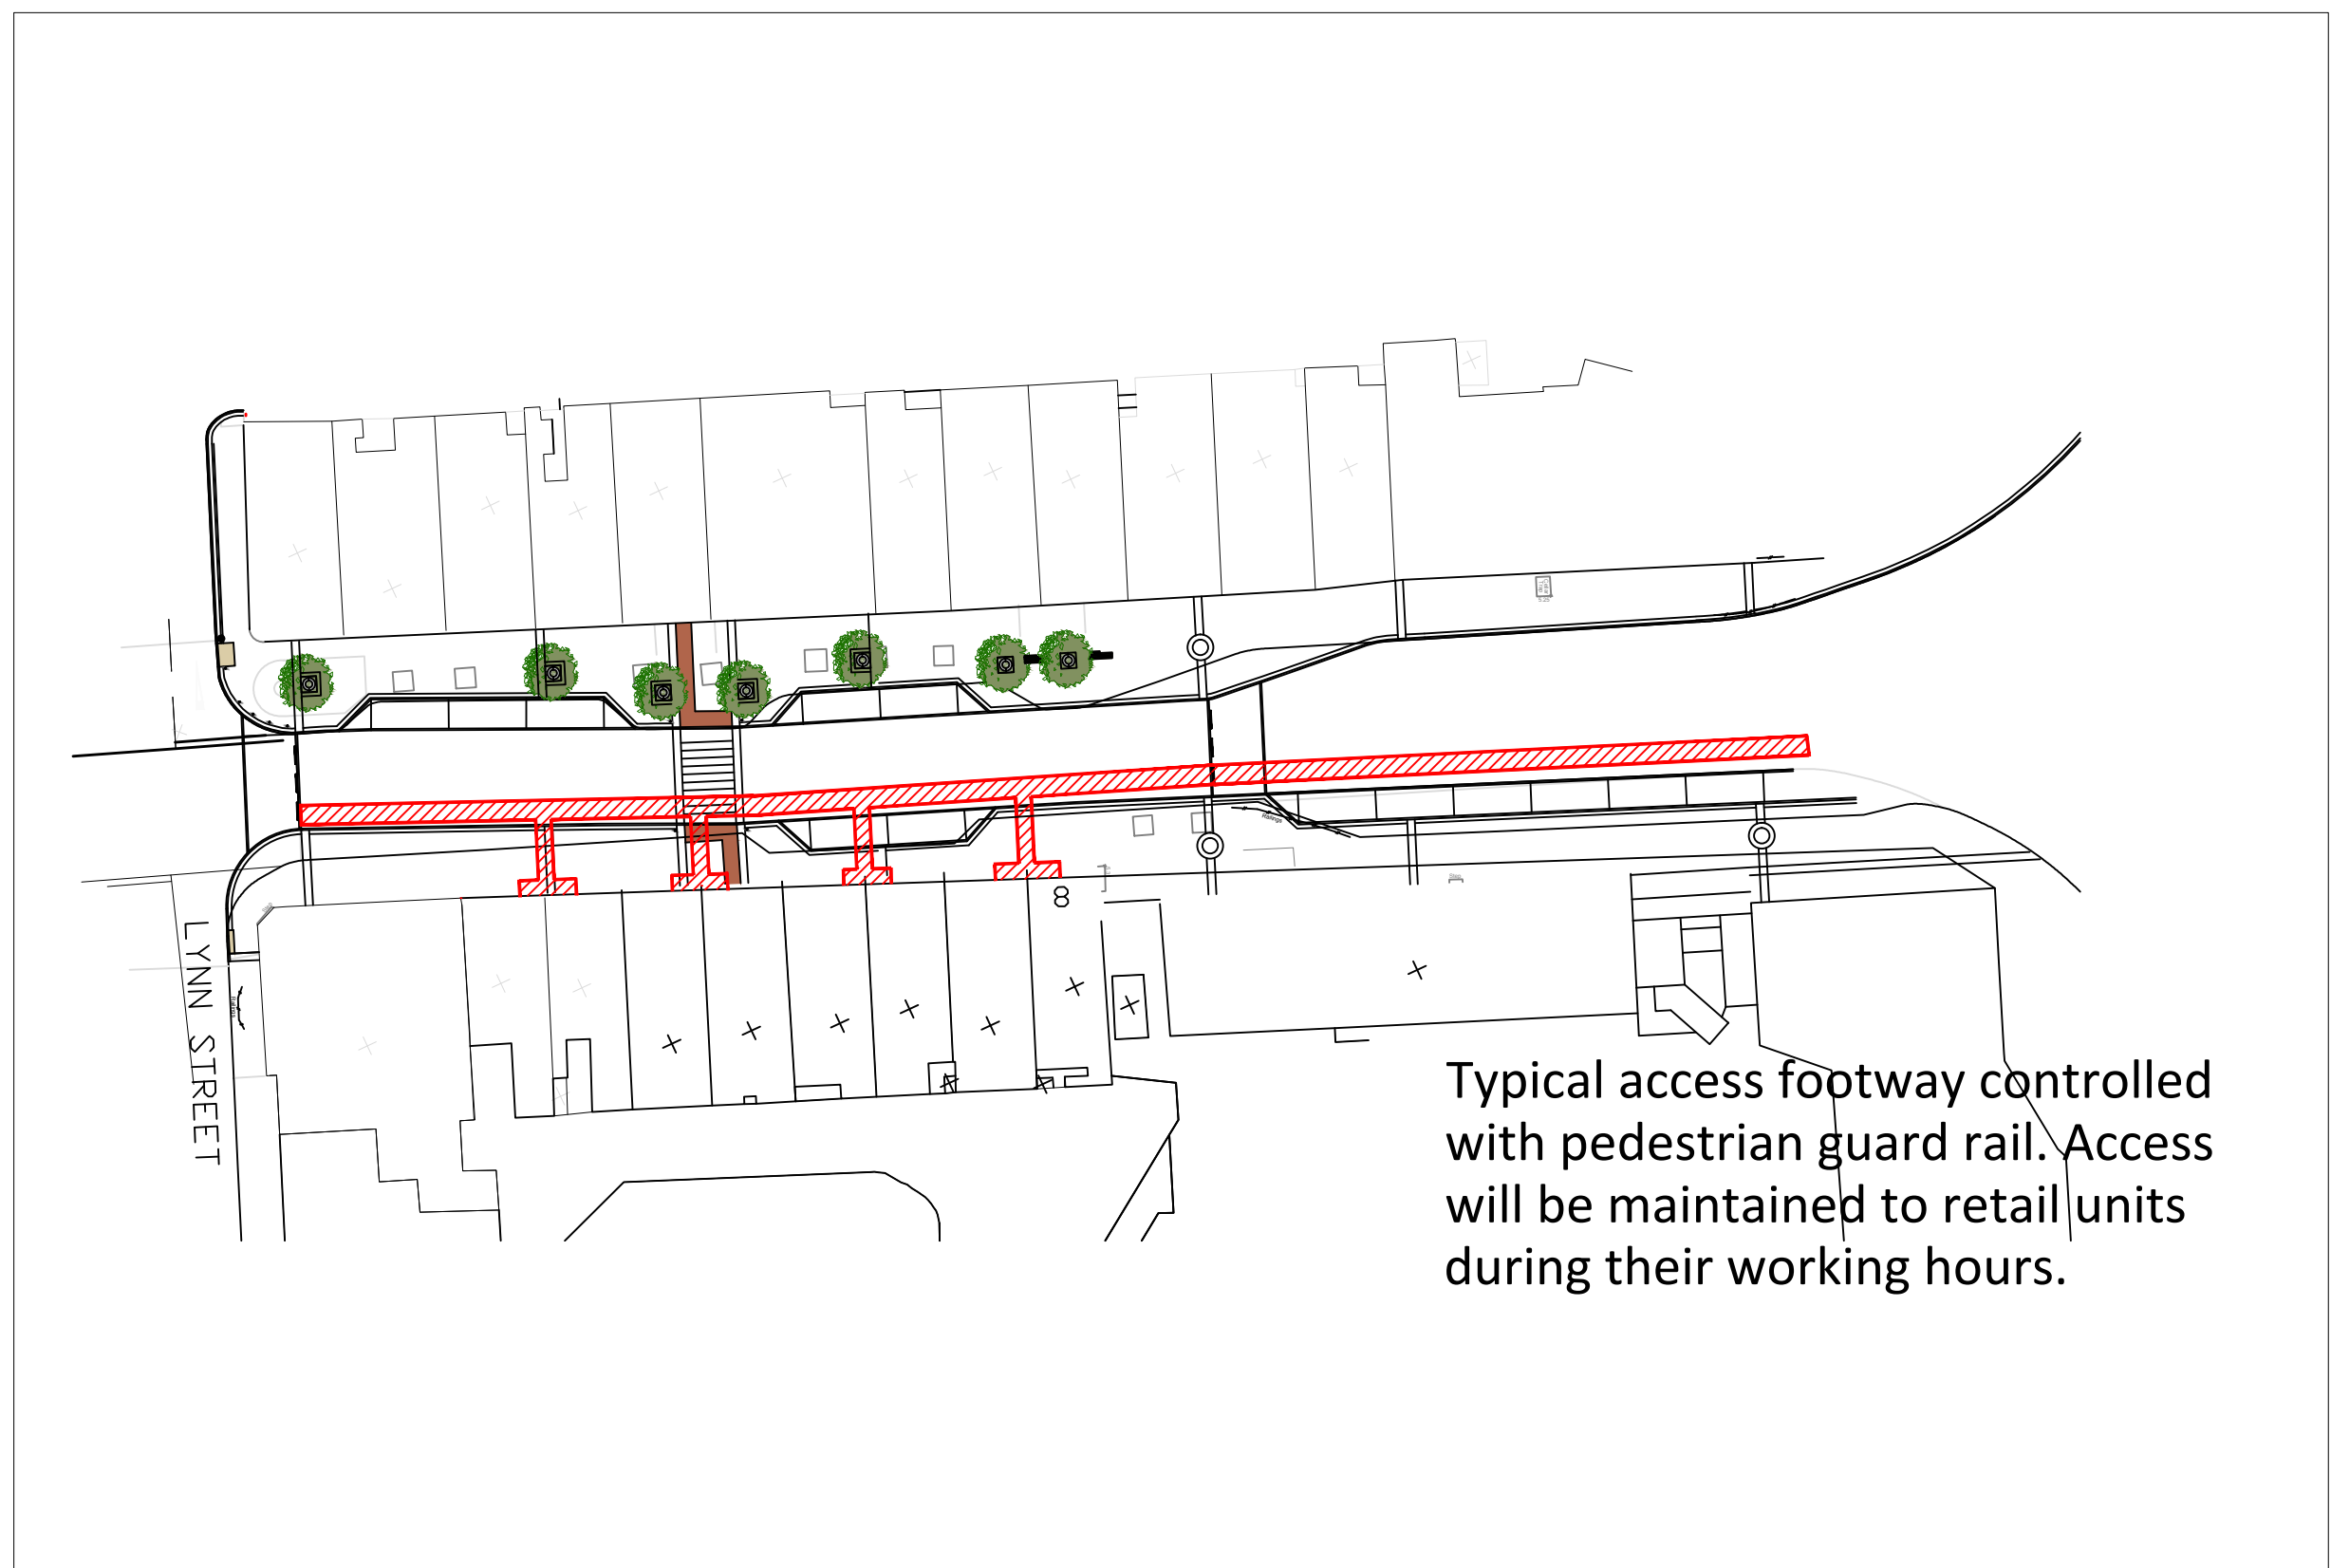 Railings
8
LYNN STREET
Typical access footway controlled
with pedestrian guard rail. Access
will be maintained to retail units
during their working hours.